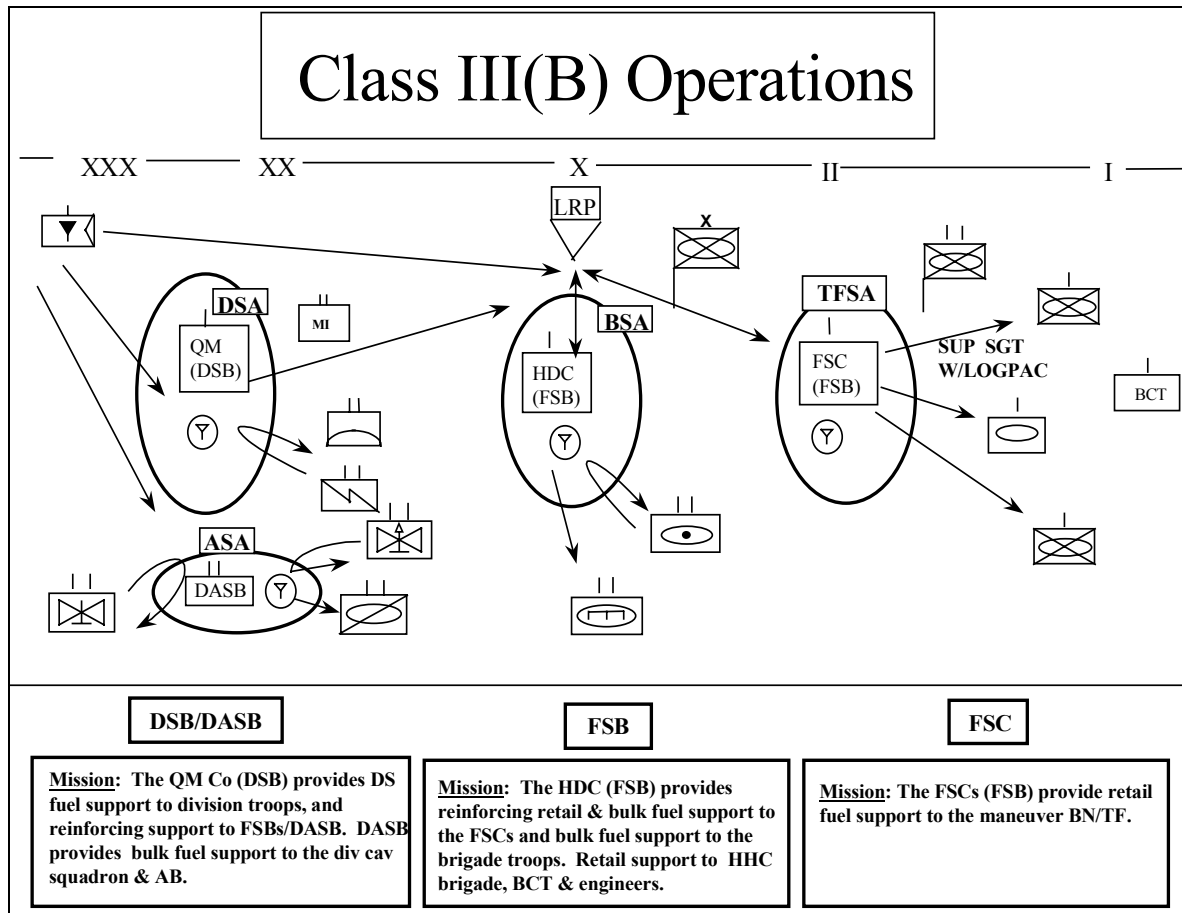 Class III(B) Operations
XXX XX X II I
LRP
X
DSA
MI
QM
(DSB)
BSA
HDC
(FSB)
TFSA
FSC
(FSB)
SUP SGT
W/LOGPAC
BCT
ASA
DASB
DSB/DASB
Mission: The QM Co (DSB) provides DS
fuel support to division troops, and
reinforcing support to FSBs/DASB. DASB
provides bulk fuel support to the div cav
squadron & AB.
FSB
Mission: The HDC (FSB) provides
reinforcing retail & bulk fuel support to
the FSCs and bulk fuel support to the
brigade troops. Retail support to HHC
brigade, BCT & engineers.
FSC
Mission: The FSCs (FSB) provide retail
fuel support to the maneuver BN/TF.